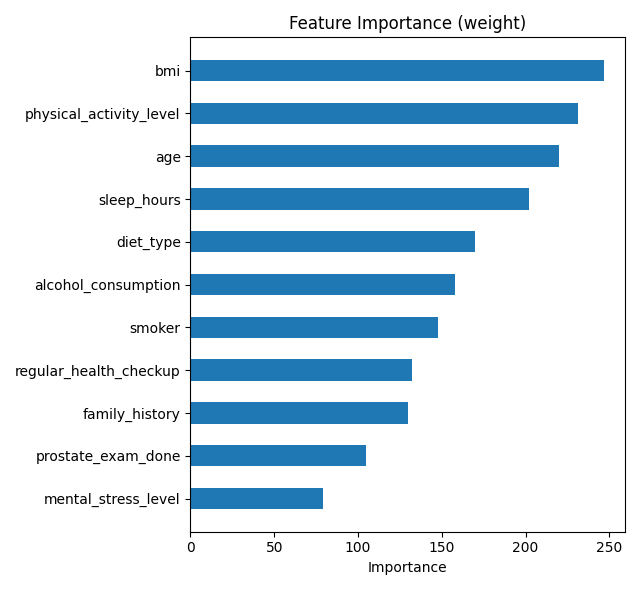 Feature Importance (weight)
bmi
physical_activity_level
age
sleep_hours
diet_type
alcohol_consumption
smoker
regular_health_checkup
family_history
prostate_exam_done
mental_stress_level
0 50 100 150 200 250
Importance